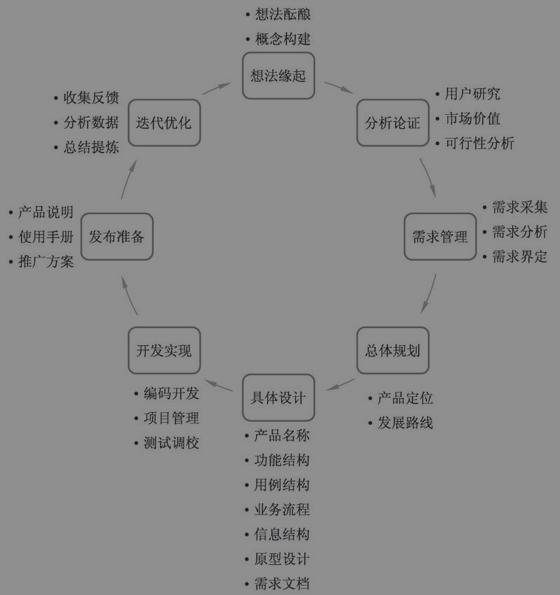 • 想法酝酿
• 概念构建
想法缘起
• 用户研究
• 市场价值
• 可行性分析
分析论证
• 需求采集
• 需求分析
• 需求界定
需求管理
总体规划
• 产品定位
• 发展路线
具体设计
• 产品名称
• 功能结构
• 用例结构
• 业务流程
• 信息结构
• 原型设计
• 需求文档
开发实现
• 编码开发
• 项目管理
• 测试调校
• 产品说明
• 使用手册
• 推广方案
发布准备
• 收集反馈
• 分析数据
• 总结提炼
迭代优化